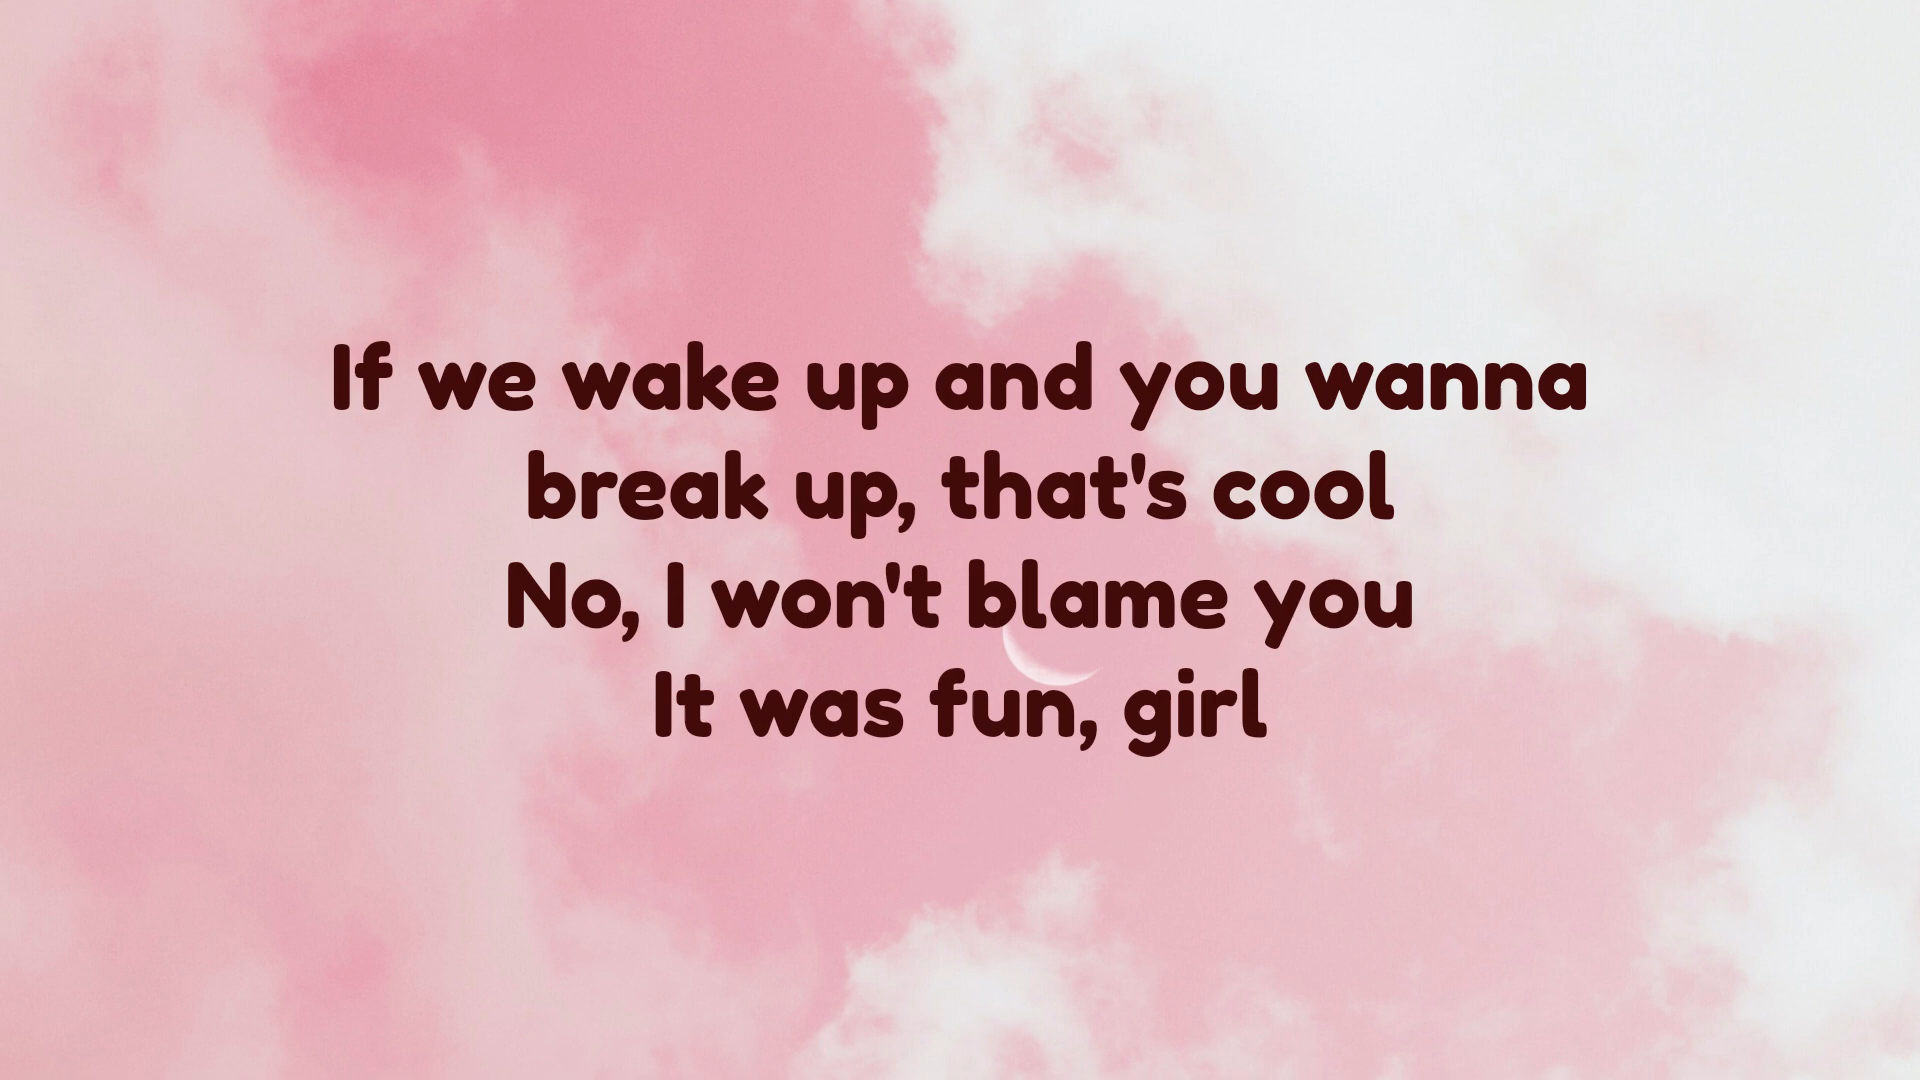 If we wake up and you wanna
break up, that's cool
No, I won't blame you
It was fun, girl